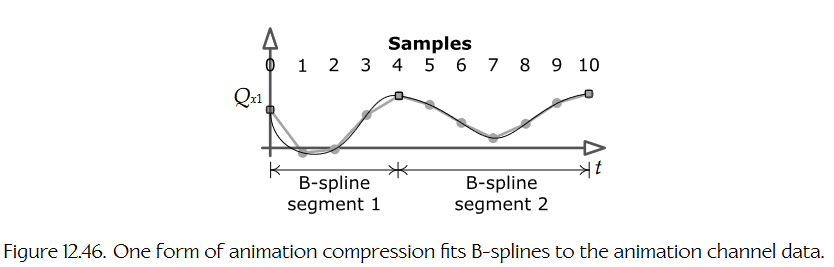 Samples
0 1 2 3 4 5 6 7 8 9 10
Qx1
t
B-spline
segment 1
B-spline
segment 2
Figure 12.46. One form of animation compression fits B-splines to the animation channel data.